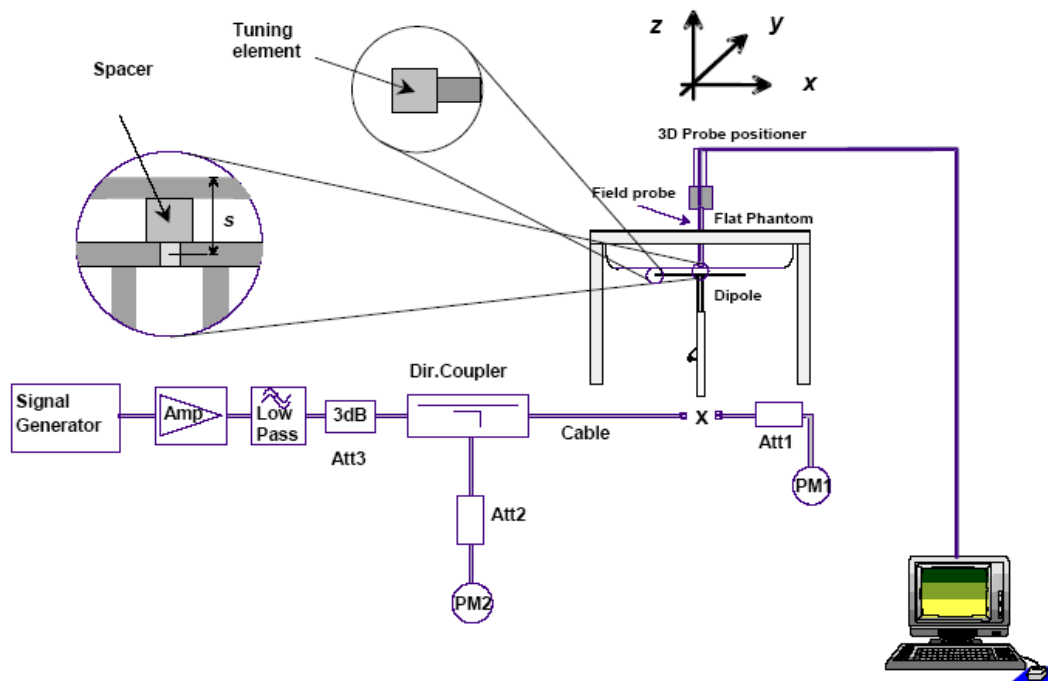 Tuning
element
Spacer
z
y
x
3D Probe positioner
Field probe
Flat Phantom
s
Dipole
Dir.Coupler
Signal
Generator
Amp
Low
Pass
3dB
Att3
Cable
X
Att1
PM1
Att2
PM2